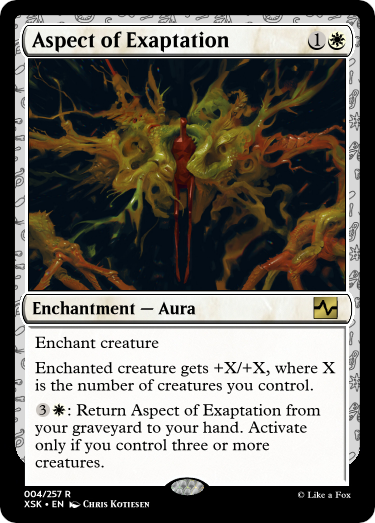 Aspect of Exaptation 1
Enchantment — Aura
Enchant creature
Enchanted creature gets +X/+X, where X
is the number of creatures you control.
3 : Return Aspect of Exaptation from
your graveyard to your hand. Activate
only if you control three or more
creatures.
004/257 R
XSK • EN Chris Kotiesen
© Like a Fox